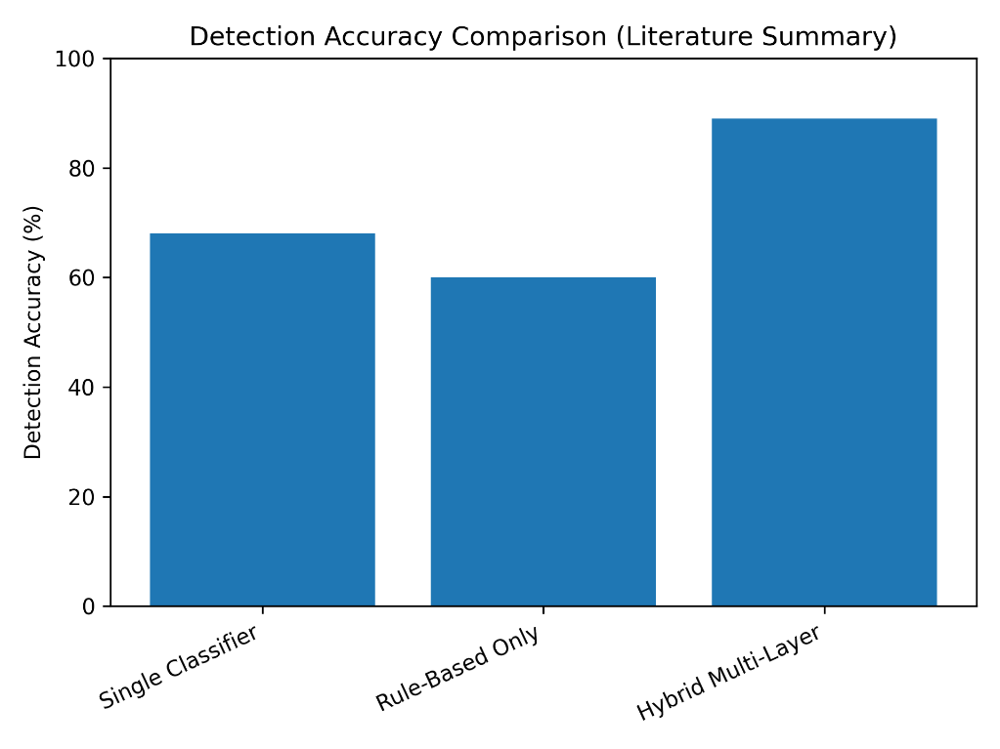 Detection Accuracy Comparison (Literature Summary)
Detection Accuracy (%)
100
80
60
40
20
0
Single Classifier
Rule-Based Only
Hybrid Multi-Layer